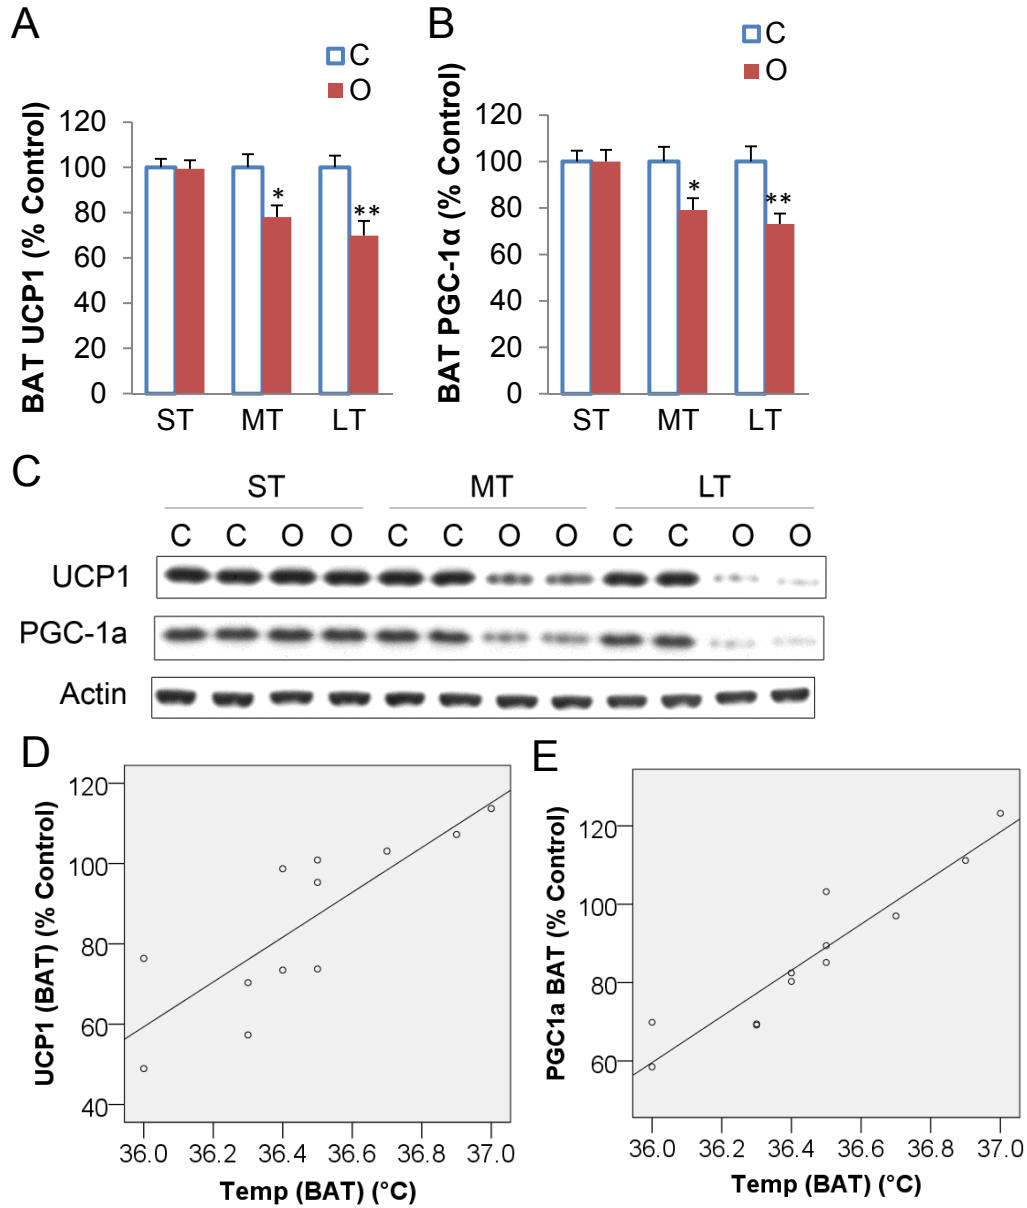 A
C
O
BAT UCP1 (% Control)
120
100
80
60
40
20
0
*
**
ST MT LT
B
C
O
BAT PGC-1α (% Control)
120
100
80
60
40
20
0
*
**
ST MT LT
C
ST MT LT
C C O O C C O O C C O O
UCP1
PGC-1a
Actin
D
UCP1 (BAT) (% Control)
120
100
80
60
40
36.0 36.2 36.4 36.6 36.8 37.0
Temp (BAT) (°C)
E
PGC1a BAT (% Control)
120
100
80
60
36.0 36.2 36.4 36.6 36.8 37.0
Temp (BAT) (°C)